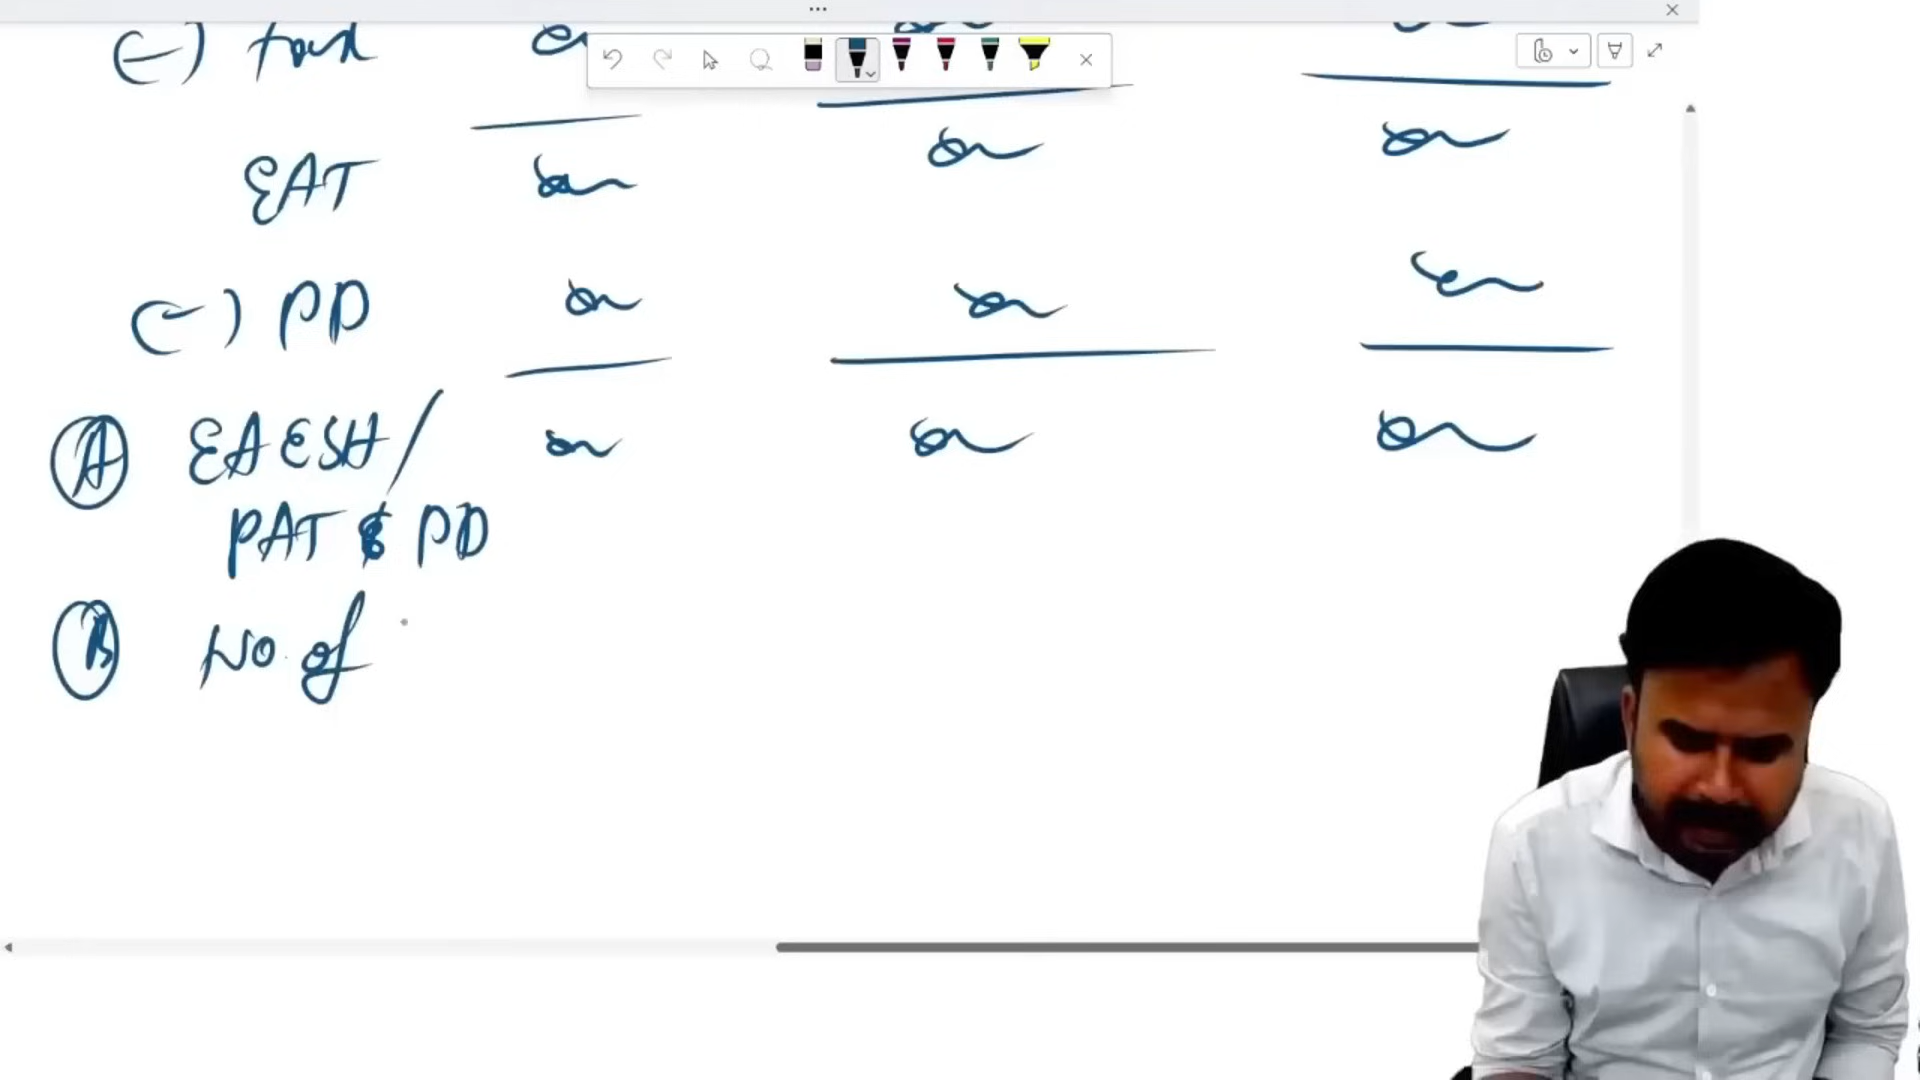 (-) tax
EAT
(-) PD
(A) EAESH/
PAT & PD
(B) No. of